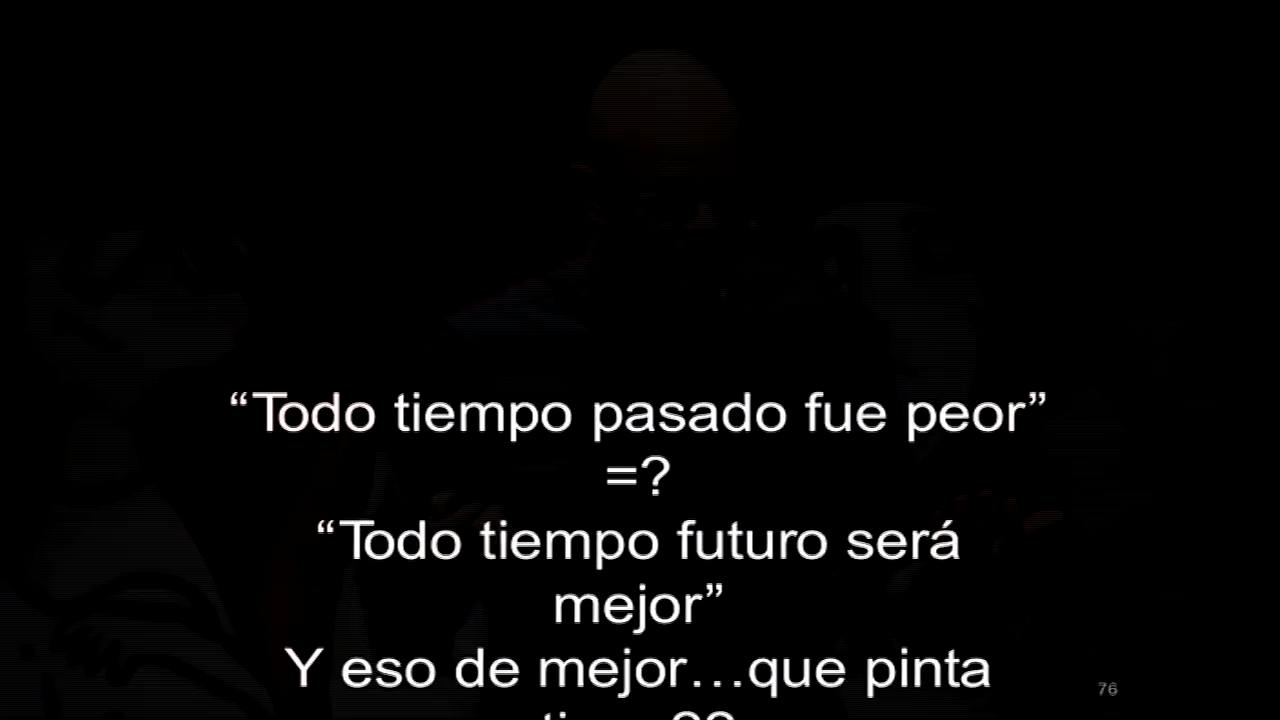 “Todo tiempo pasado fue peor”
=?
“Todo tiempo futuro será
mejor”
Y eso de mejor…que pinta
76